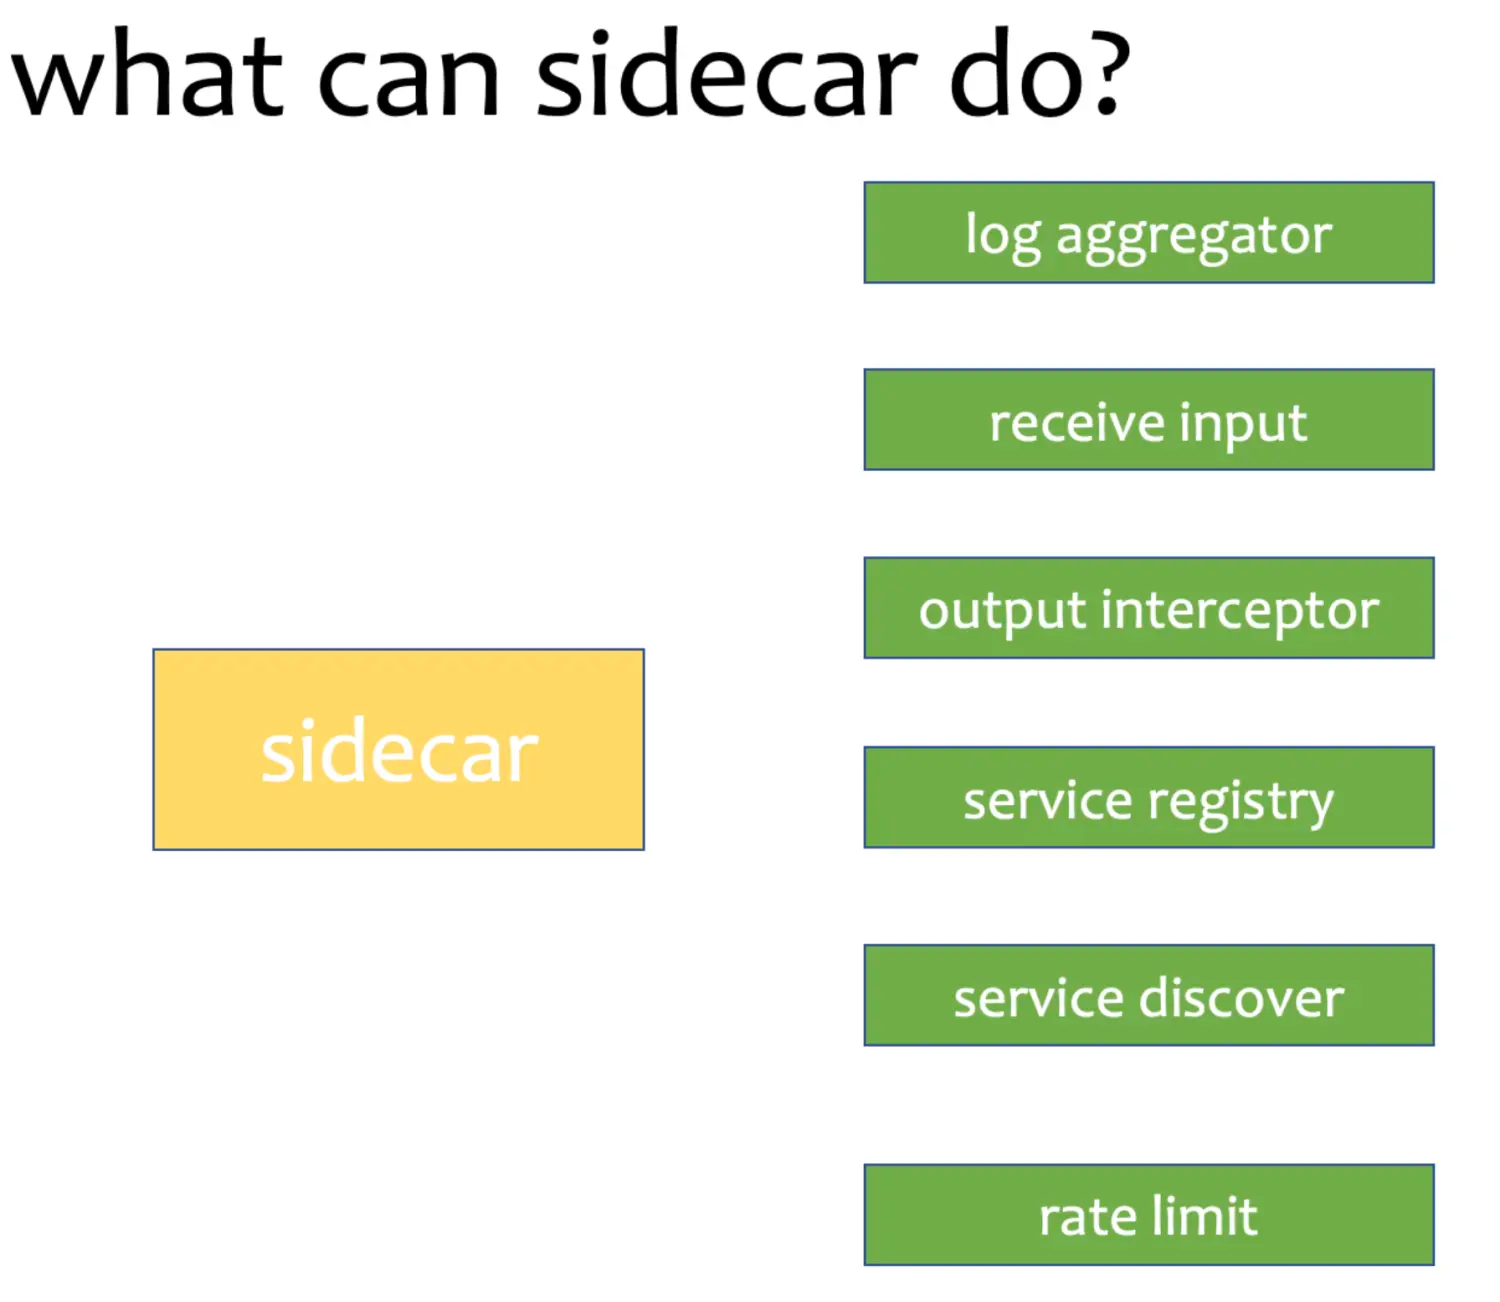 what can sidecar do?
log aggregator
receive input
output interceptor
sidecar
service registry
service discover
rate limit